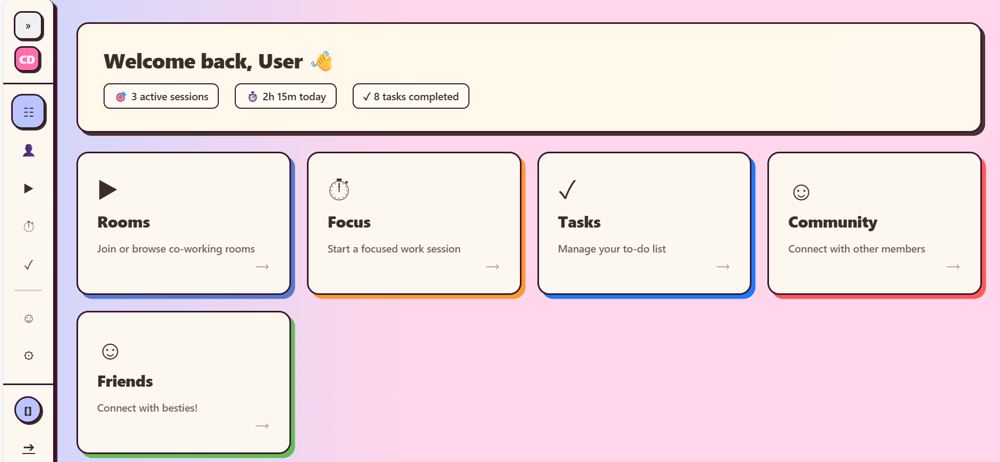 »
CD
Welcome back, User 👋
🎯 3 active sessions
⏱ 2h 15m today
✓ 8 tasks completed
Rooms
Join or browse co-working rooms
→
Focus
Start a focused work session
→
Tasks
Manage your to-do list
→
Community
Connect with other members
→
Friends
Connect with besties!
→
[]
→